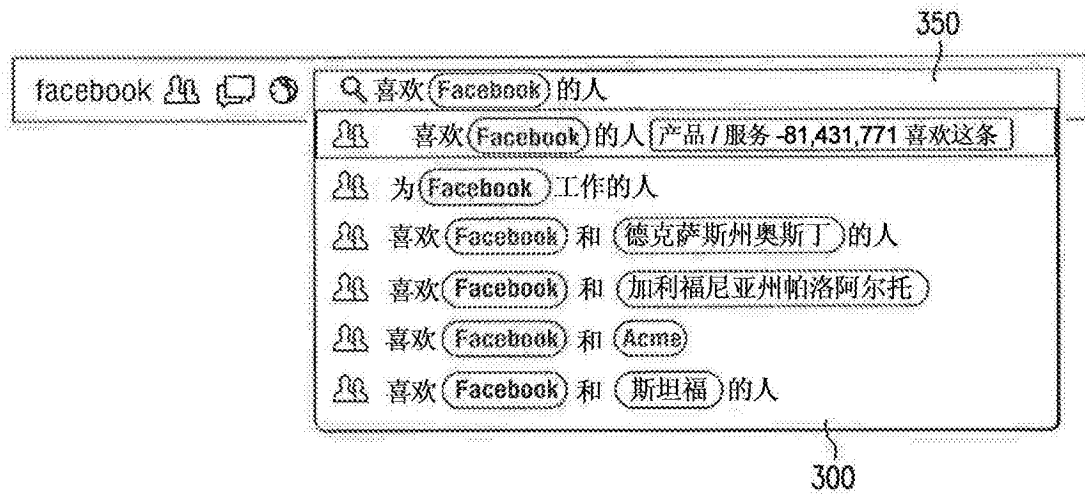 350
facebook 喜欢 Facebook 的人
喜欢 Facebook 的人 产品 / 服务 -81,431,771 喜欢这条
为 Facebook 工作的人
喜欢 Facebook 和 德克萨斯州奥斯丁 的人
喜欢 Facebook 和 加利福尼亚州帕洛阿尔托
喜欢 Facebook 和 Acme
喜欢 Facebook 和 斯坦福 的人
300